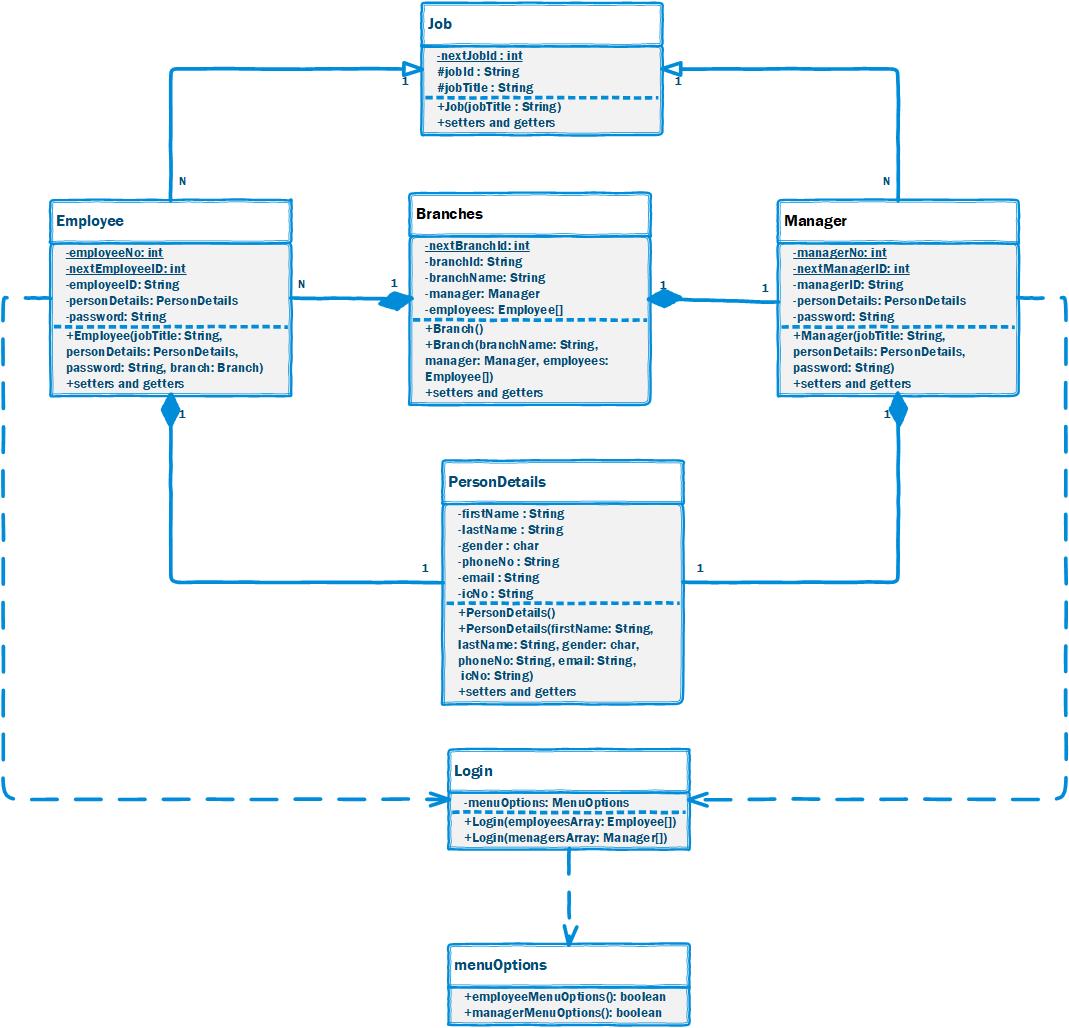 Job
-nextJobId : int
#jobId : String
#jobTitle : String
+Job(jobTitle : String)
+setters and getters
1
1
N
N
Employee
-employeeNo: int
-nextEmployeeID: int
-employeeID: String
-personDetails: PersonDetails
-password: String
+Employee(jobTitle: String,
personDetails: PersonDetails,
password: String, branch: Branch)
+setters and getters
N
1
Branches
-nextBranchId: int
-branchId: String
-branchName: String
-manager: Manager
-employees: Employee[]
+Branch()
+Branch(branchName: String,
manager: Manager, employees:
Employee[])
+setters and getters
1
1
Manager
-managerNo: int
-nextManagerID: int
-managerID: String
-personDetails: PersonDetails
-password: String
+Manager(jobTitle: String,
personDetails: PersonDetails,
password: String)
+setters and getters
1
1
PersonDetails
-firstName : String
-lastName : String
-gender : char
-phoneNo : String
-email : String
-icNo : String
+PersonDetails()
+PersonDetails(firstName: String,
lastName: String, gender: char,
phoneNo: String, email: String,
icNo: String)
+setters and getters
1
1
Login
-menuOptions: MenuOptions
+Login(employeesArray: Employee[])
+Login(menagersArray: Manager[])
menuOptions
+employeeMenuOptions(): boolean
+managerMenuOptions(): boolean